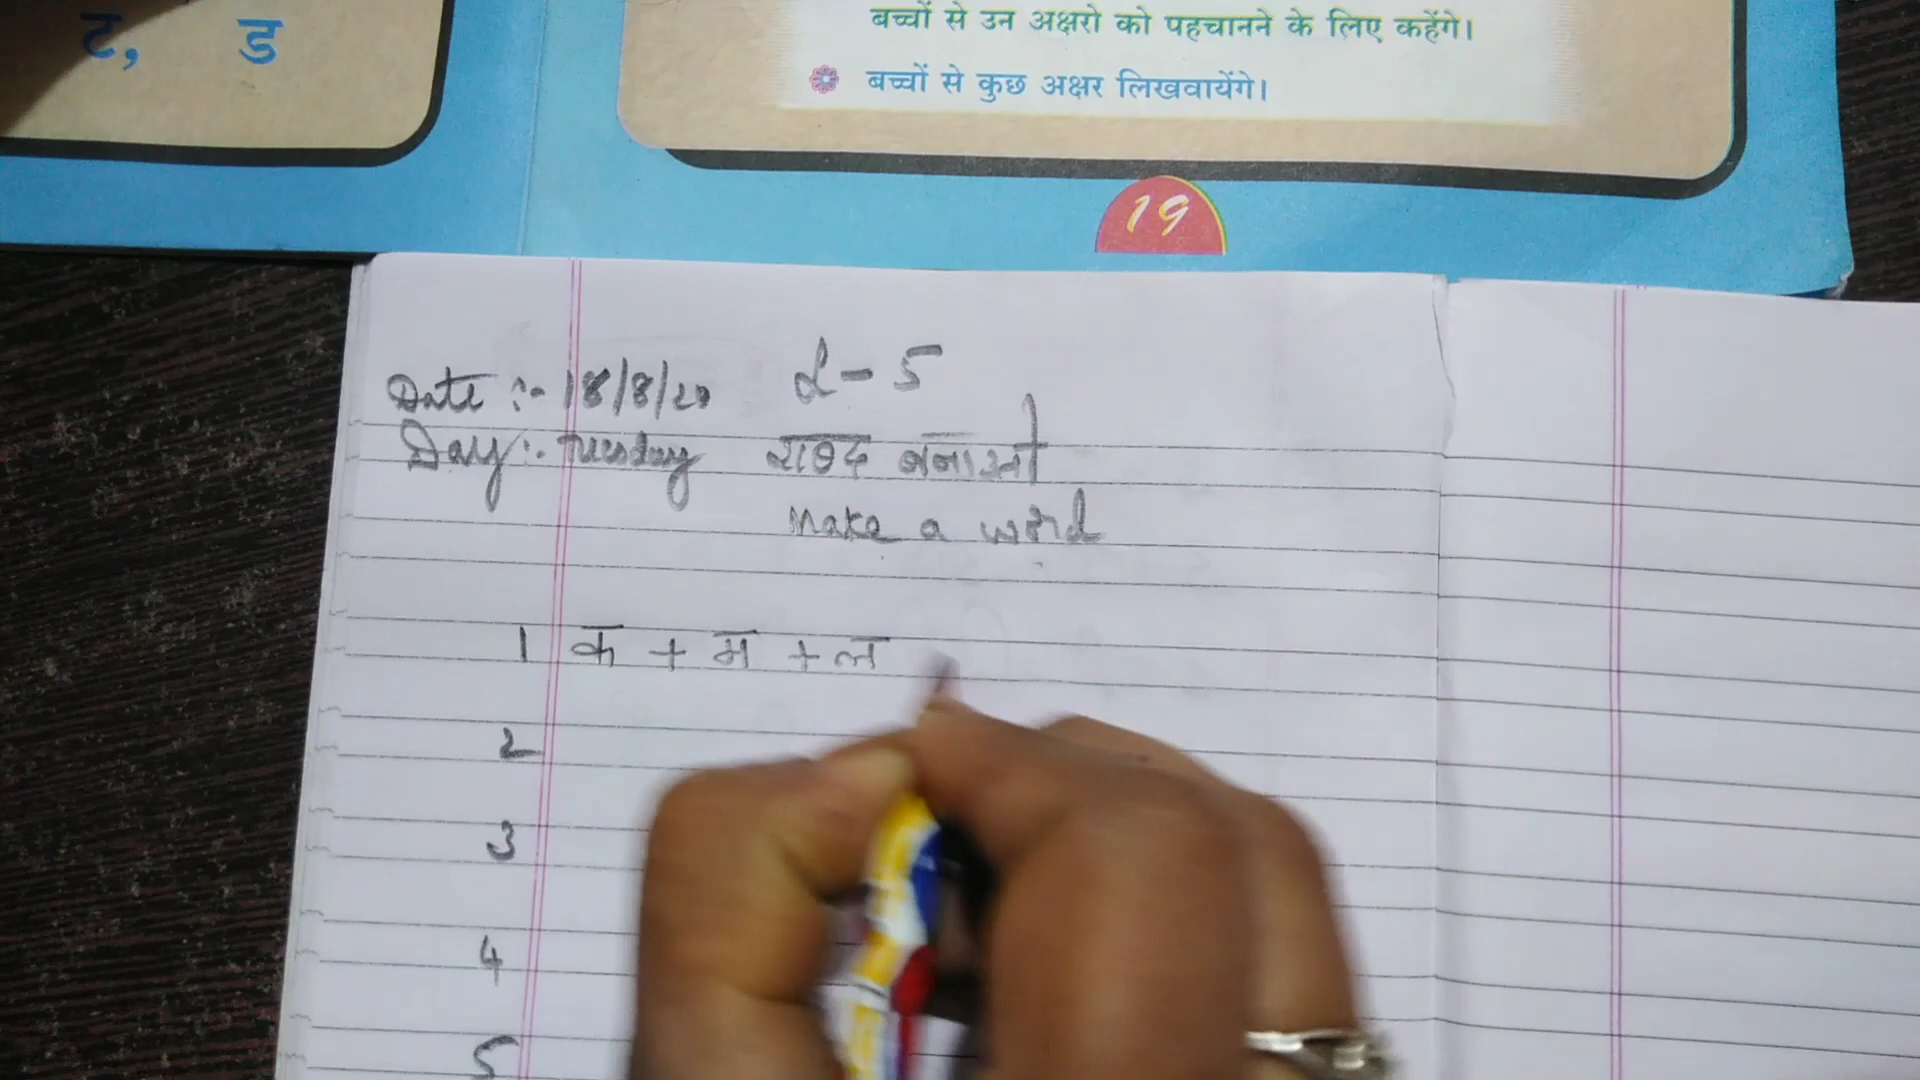 ट, ड
बच्चों से उन अक्षरो को पहचानने के लिए कहेंगे।
बच्चों से कुछ अक्षर लिखवायेंगे।
19
Date :- 18/8/20 L-5
Day :- Tuesday शब्द बनाओ
Make a word
1 क + म + ल
2
3
4
5